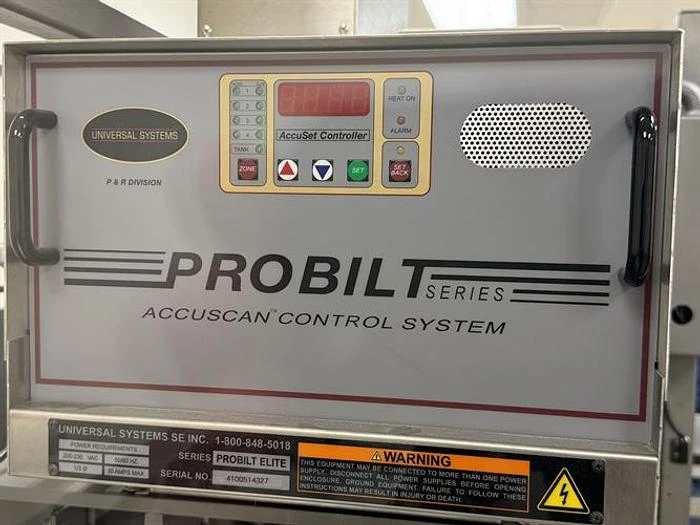 1
2
3
4
TANK
HEAT ON
ALARM
AccuSet Controller
ZONE
SET
SET BACK
UNIVERSAL SYSTEMS
P & R DIVISION
PROBILT SERIES
ACCUSCAN™ CONTROL SYSTEM
UNIVERSAL SYSTEMS SE INC. 1-800-848-5018
POWER REQUIREMENTS:
200-230 VAC 50/60 HZ
1/3 Ø 30 AMPS MAX
SERIES PROBILT ELITE
SERIAL NO. 4100514327
WARNING
THIS EQUIPMENT MAY BE CONNECTED TO MORE THAN ONE POWER
SUPPLY. DISCONNECT ALL POWER SUPPLIES BEFORE OPENING
ENCLOSURE GROUND EQUIPMENT. FAILURE TO FOLLOW THESE
INSTRUCTIONS MAY RESULT IN INJURY OR DEATH.